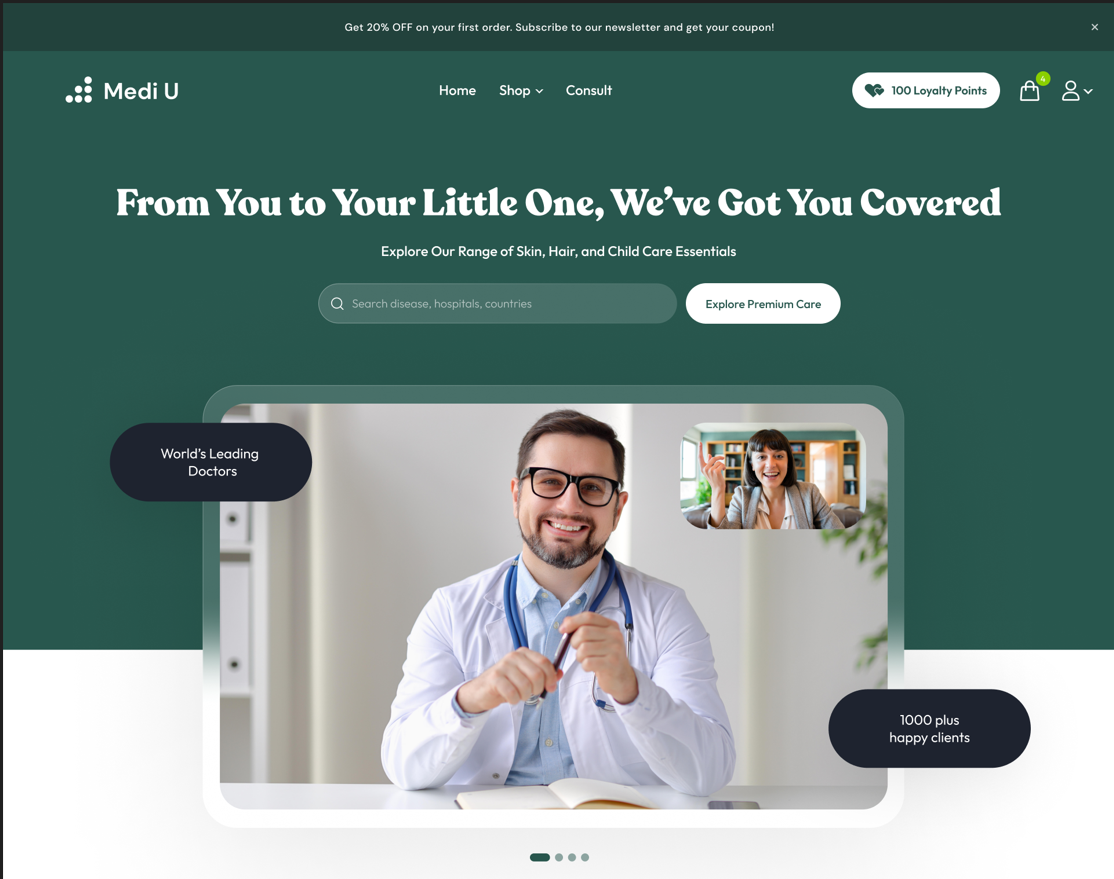 Get 20% OFF on your first order. Subscribe to our newsletter and get your coupon!
Medi U
Home
Shop
Consult
100 Loyalty Points
4
From You to Your Little One, We’ve Got You Covered
Explore Our Range of Skin, Hair, and Child Care Essentials
Search disease, hospitals, countries
Explore Premium Care
World’s Leading
Doctors
1000 plus
happy clients